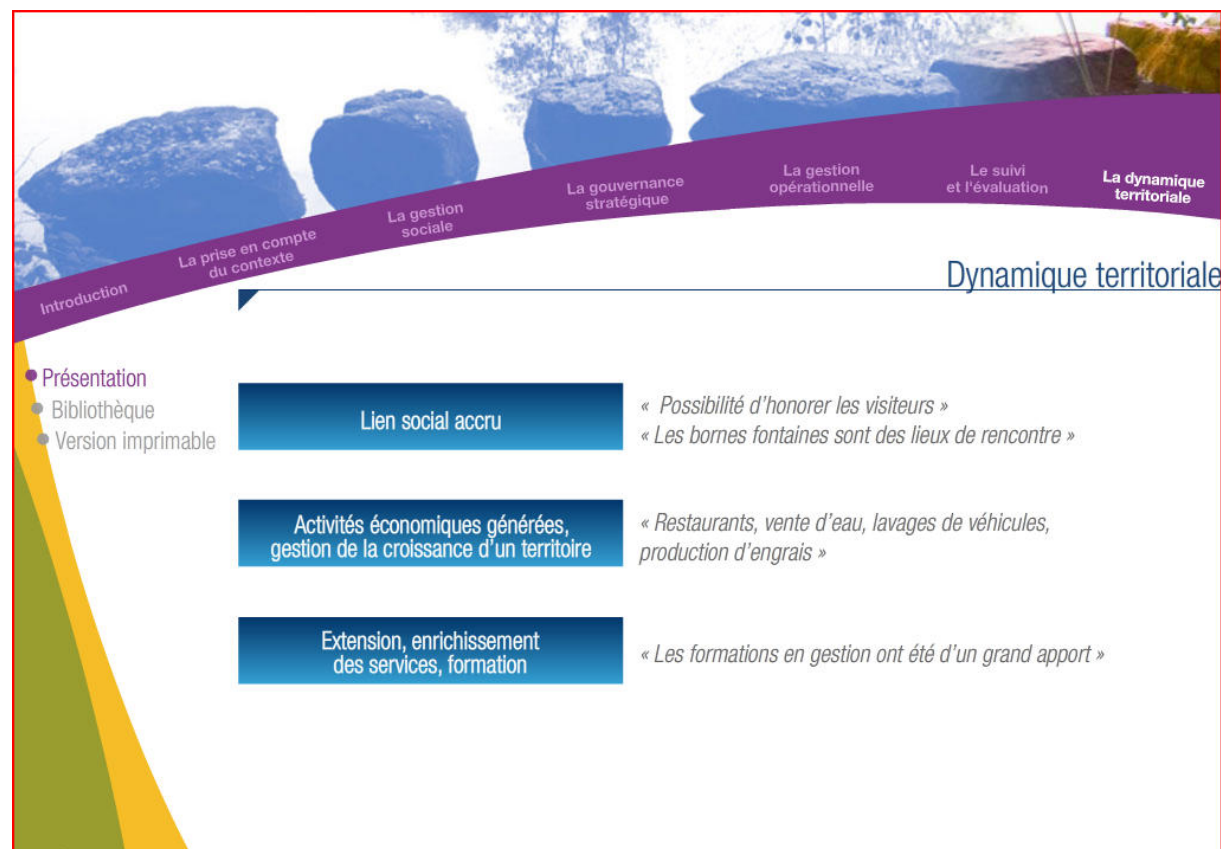 Introduction
La prise en compte
du contexte
La gestion
sociale
La gouvernance
stratégique
La gestion
opérationnelle
Le suivi
et l'évaluation
La dynamique
territoriale
Dynamique territoriale
Présentation
Bibliothèque
Version imprimable
Lien social accru
«  Possibilité d’honorer les visiteurs »
« Les bornes fontaines sont des lieux de rencontre »
Activités économiques générées,
gestion de la croissance d’un territoire
« Restaurants, vente d’eau, lavages de véhicules,
production d’engrais »
Extension, enrichissement
des services, formation
« Les formations en gestion ont été d’un grand apport »